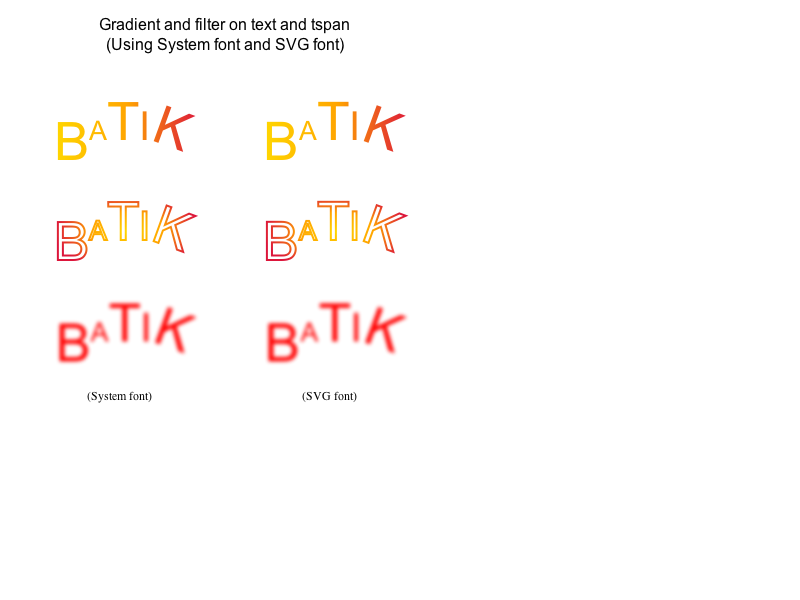 Gradient and filter on text and tspan
(Using System font and SVG font)
BATIK BATIK
BATIK BATIK
BATIK BATIK
(System font) (SVG font)